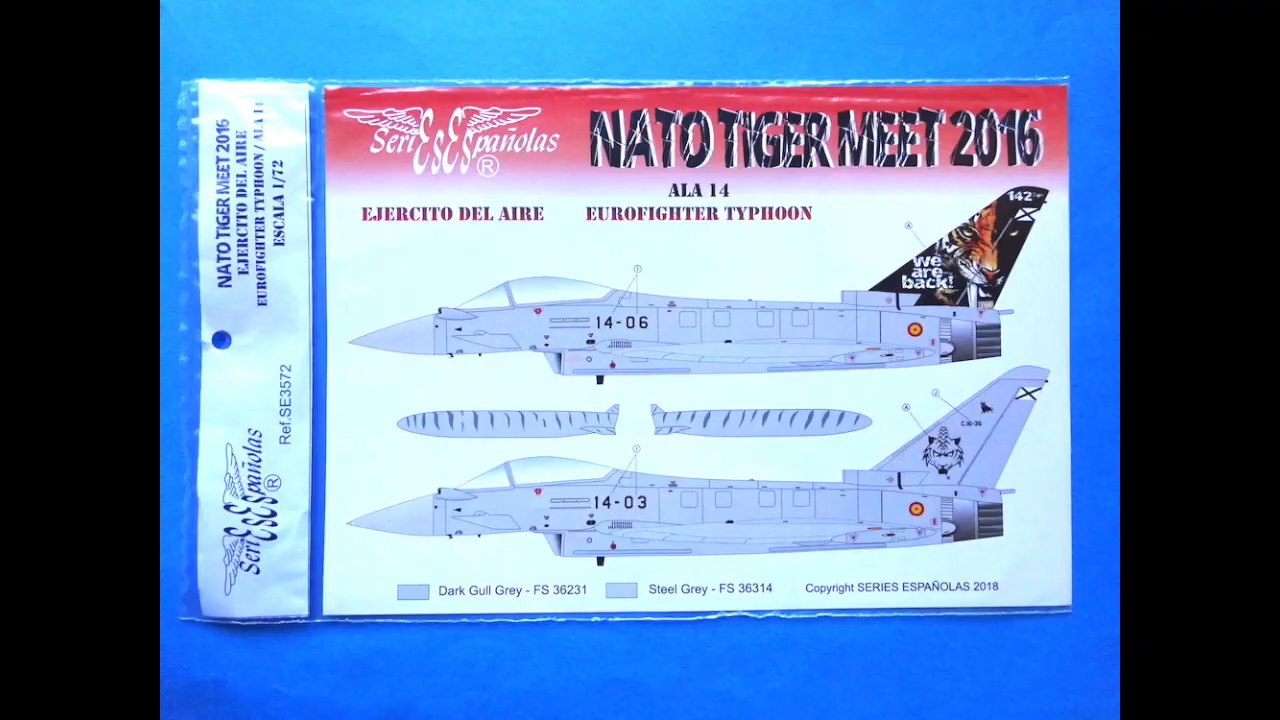 NATO TIGER MEET 2016
EJERCITO DEL AIRE
EUROFIGHTER TYPHOON / ALA 14
ESCALA 1/72
Ref.SE3572
SeriEsEspañolas
®
SeriEsEspañolas
®
NATO TIGER MEET 2016
ALA 14
EJERCITO DEL AIRE
EUROFIGHTER TYPHOON
142
we
are
back!
14-06
C.16-36
14-03
Dark Gull Grey - FS 36231
Steel Grey - FS 36314
Copyright SERIES ESPAÑOLAS 2018